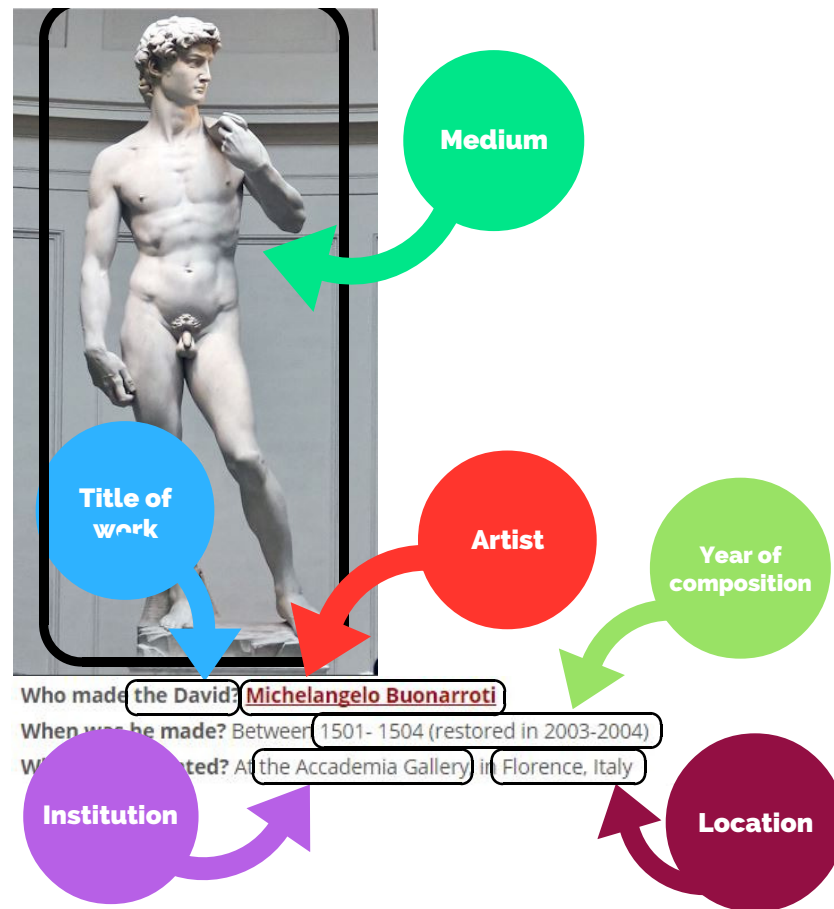 Medium
Title of
work
Artist
Year of
composition
Who made the David? Michelangelo Buonarroti
When was he made? Between 1501- 1504 (restored in 2003-2004)
At the Accademia Gallery, in Florence, Italy
Institution
Location